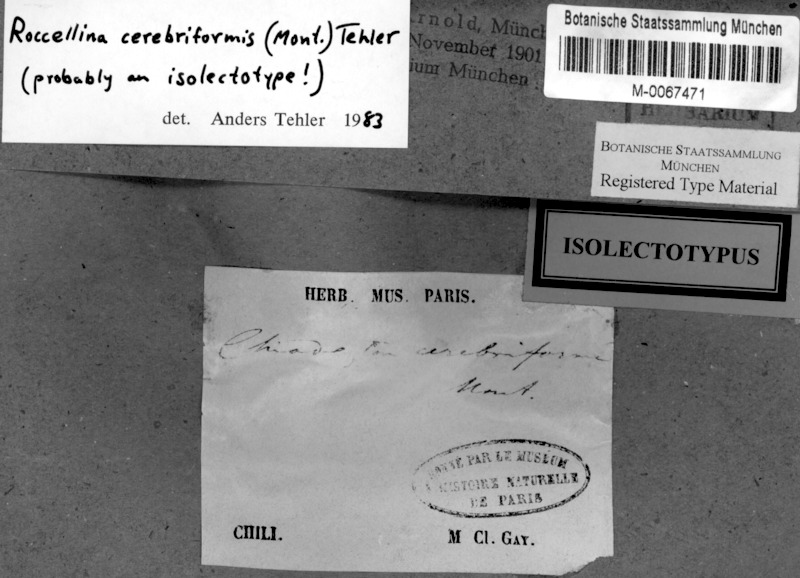 Roccellina cerebriformis (Mont.) Tehler
(probably an isolectotype!)
det. Anders Tehler 1983
rnold, Münch
November 1901
ium München
Botanische Staatssammlung München
M-0067471
HERBARIUM
BOTANISCHE STAATSSAMMLUNG
MÜNCHEN
Registered Type Material
ISOLECTOTYPUS
HERB. MUS. PARIS.
cerebriforme
Mont.
DONNÉ PAR LE MUSEUM
D'HISTOIRE NATURELLE
DE PARIS
CHILI.
M Cl. GAY.